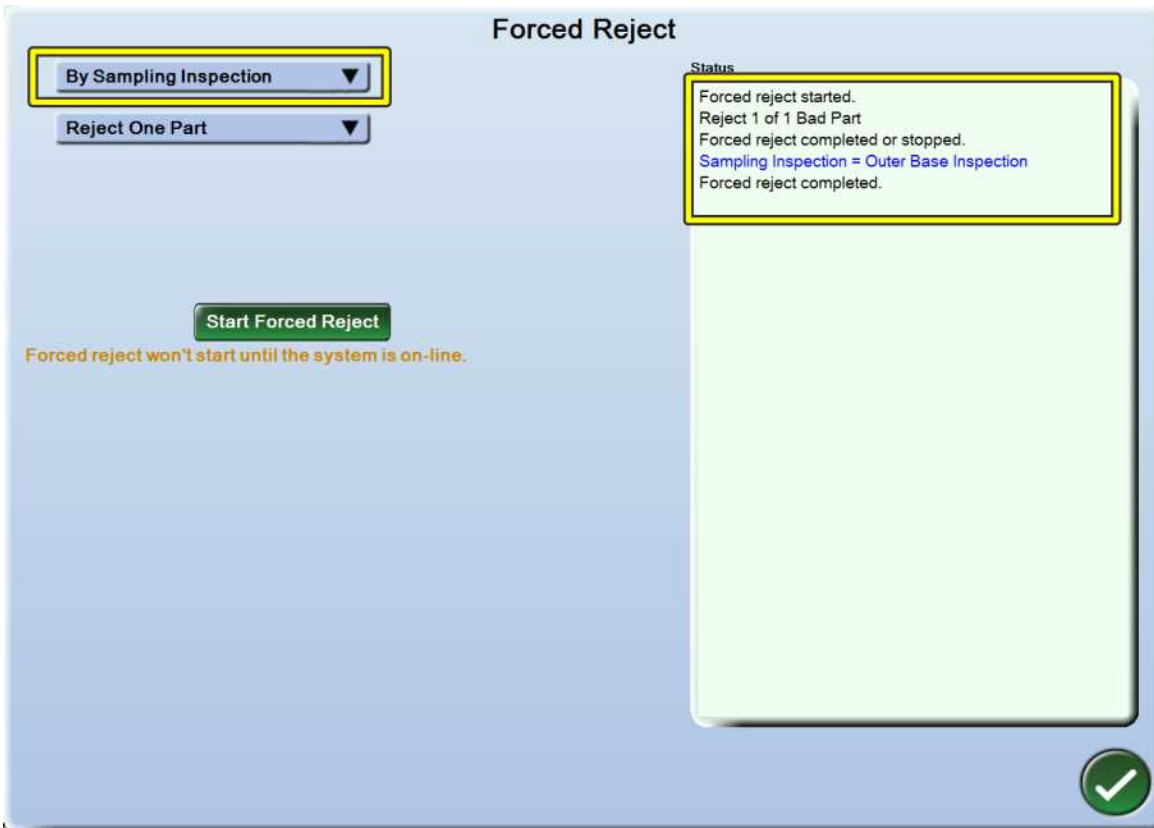 Forced Reject
By Sampling Inspection
Reject One Part
Start Forced Reject
Forced reject won't start until the system is on-line.
Status
Forced reject started.
Reject 1 of 1 Bad Part
Forced reject completed or stopped.
Sampling Inspection = Outer Base Inspection
Forced reject completed.